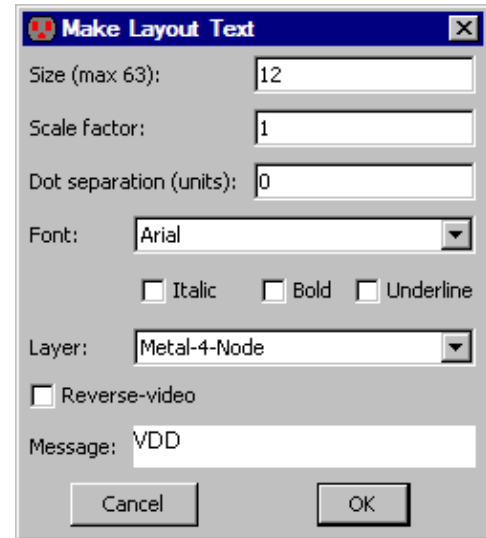 Make Layout Text
Size (max 63): 12
Scale factor: 1
Dot separation (units): 0
Font: Arial
Italic Bold Underline
Layer: Metal-4-Node
Reverse-video
Message: VDD
Cancel OK